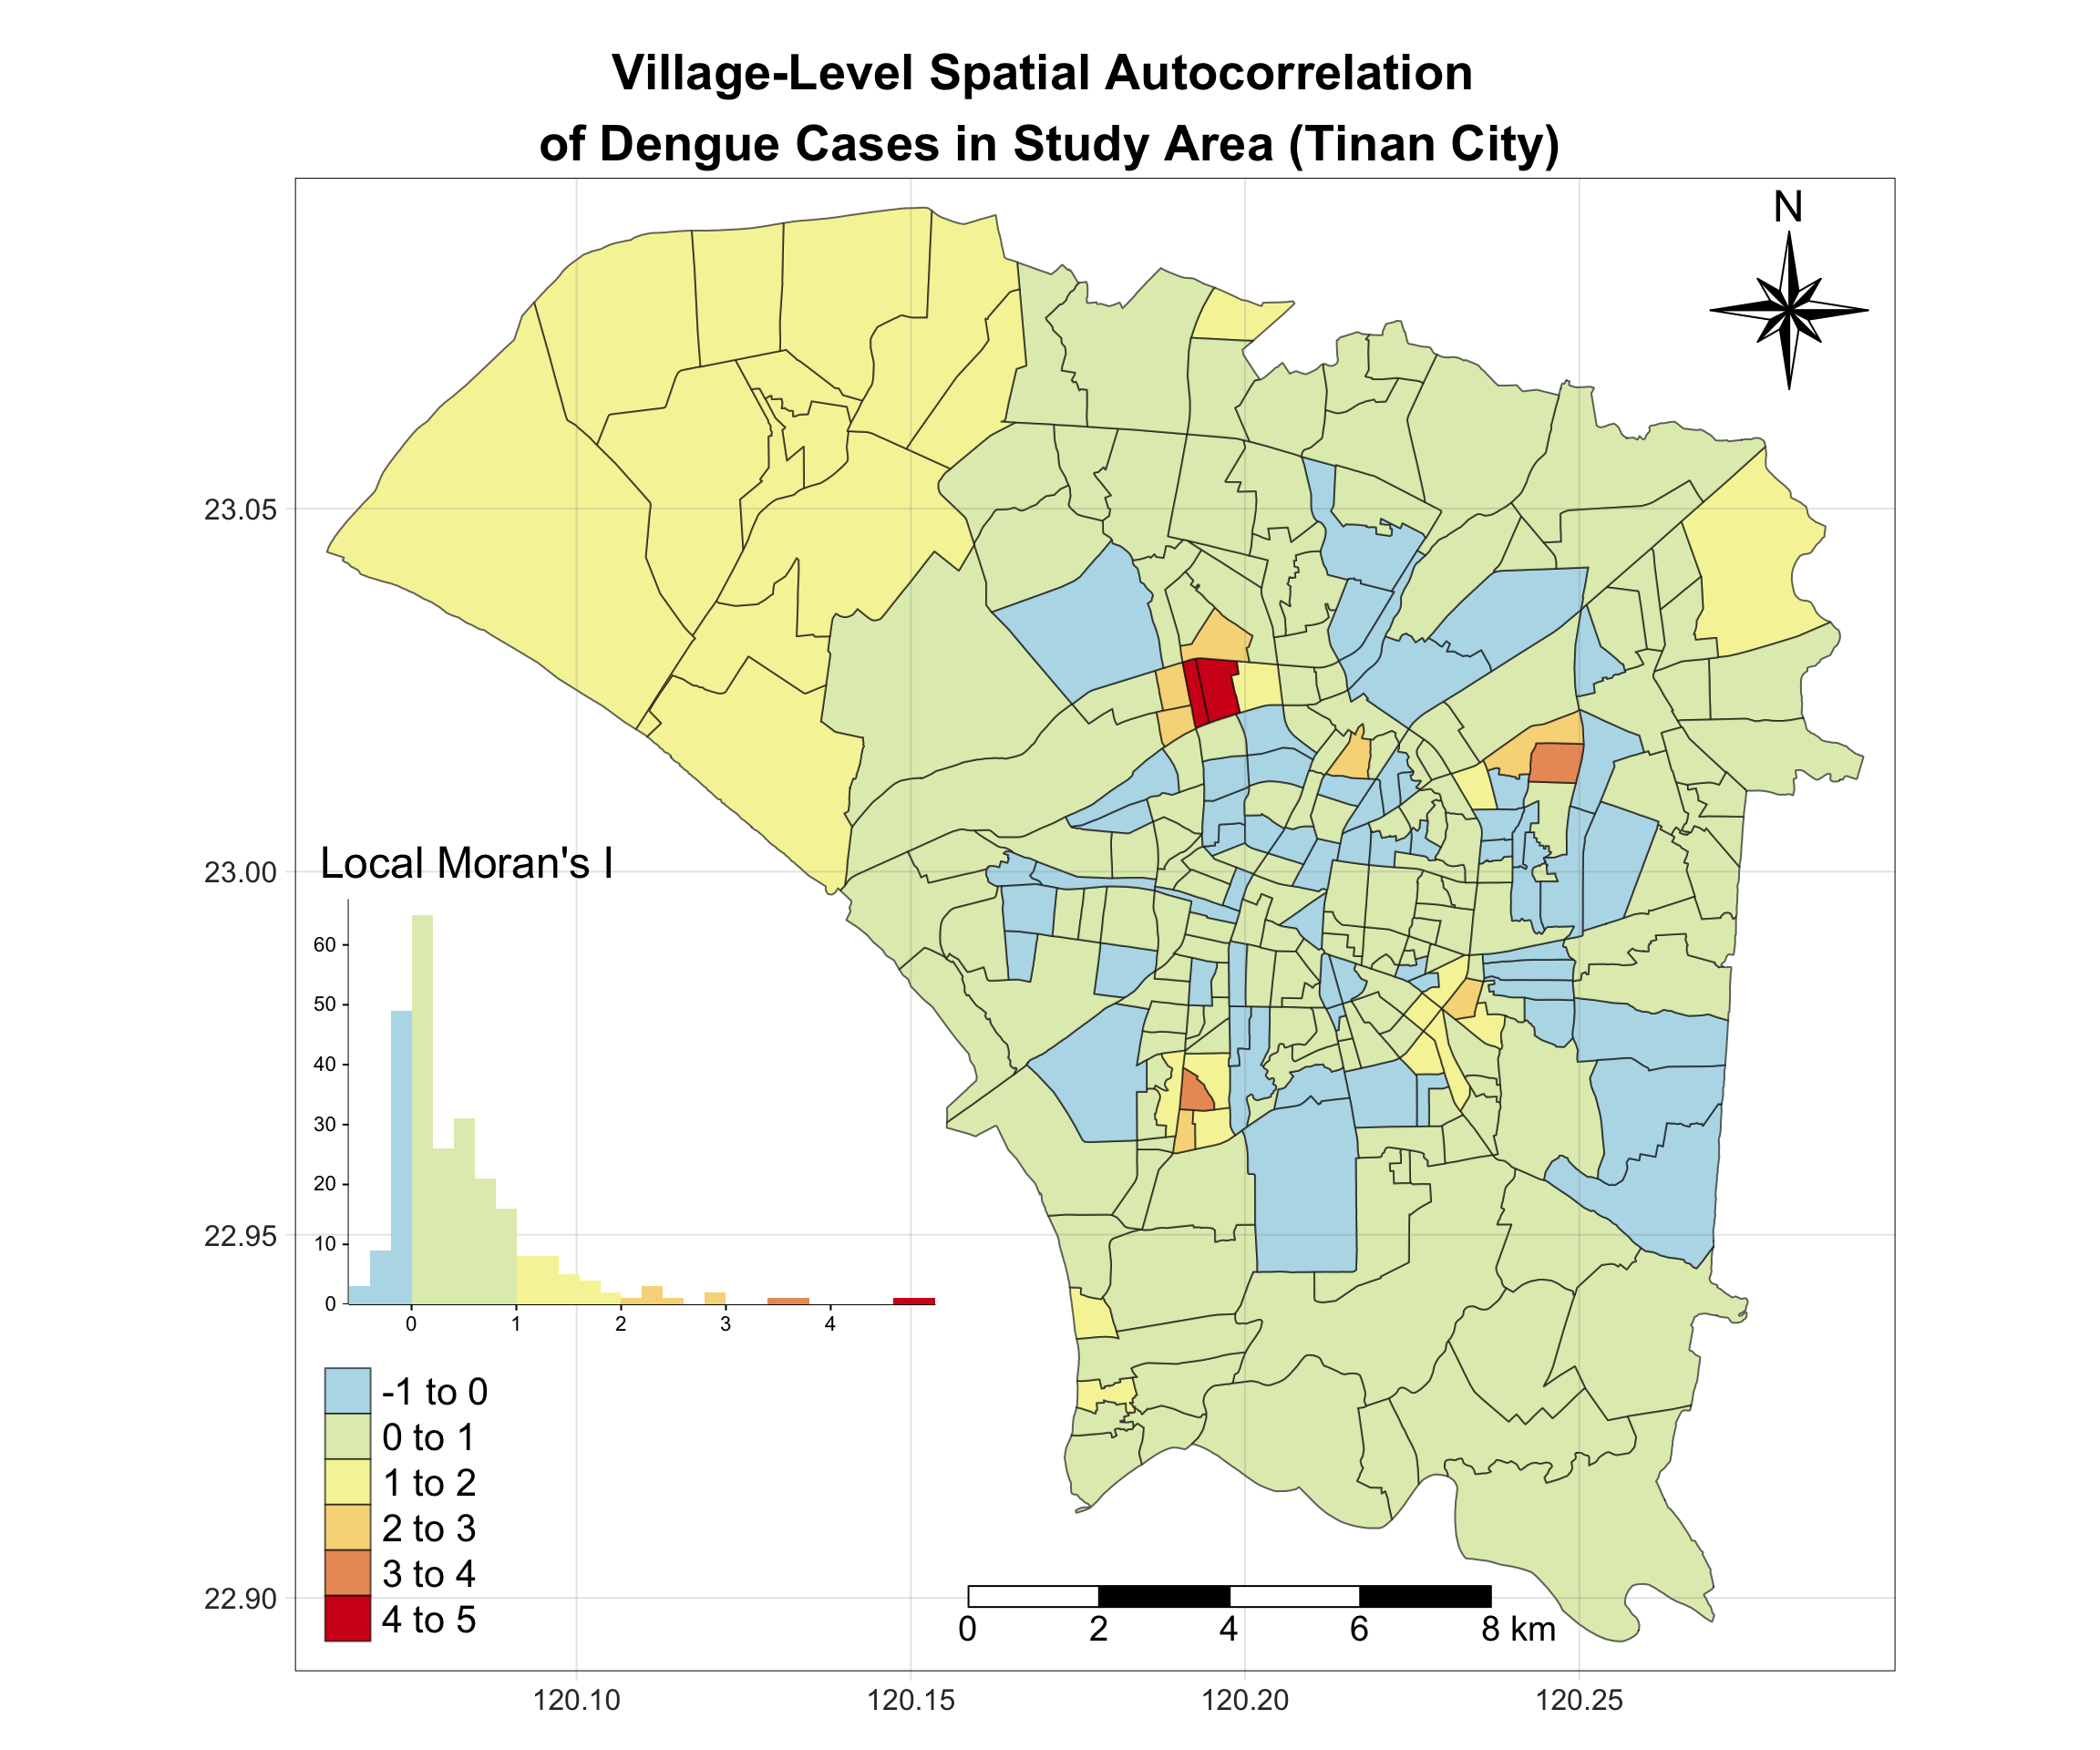 Village-Level Spatial Autocorrelation
of Dengue Cases in Study Area (Tinan City)
N
23.05
23.00
22.95
22.90
Local Moran's I
60
50
40
30
20
10
0
0 1 2 3 4
-1 to 0
0 to 1
1 to 2
2 to 3
3 to 4
4 to 5
0 2 4 6 8 km
120.10 120.15 120.20 120.25